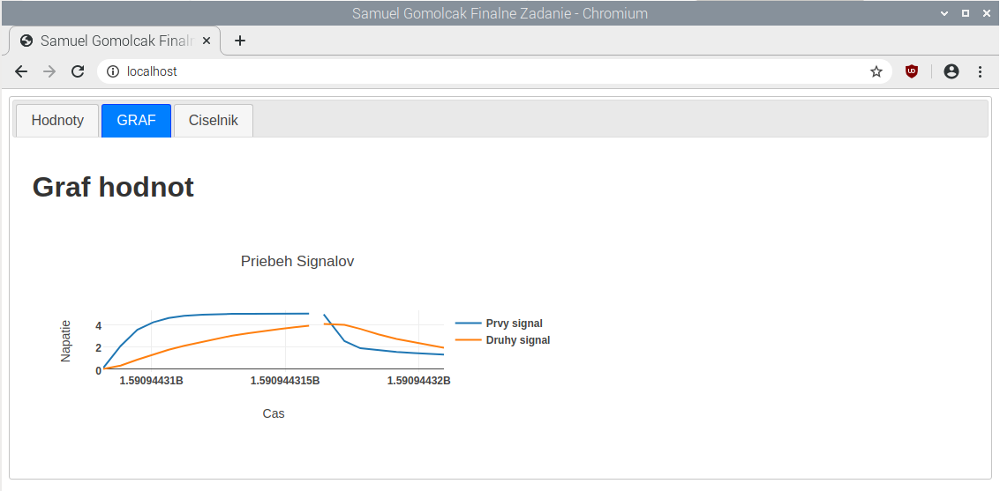 Samuel Gomolcak Finalne Zadanie - Chromium
Samuel Gomolcak Finaln
localhost
Hodnoty GRAF Ciselnik
Graf hodnot
Priebeh Signalov
Napatie
4
2
0
1.59094431B 1.590944315B 1.59094432B
Cas
Prvy signal
Druhy signal